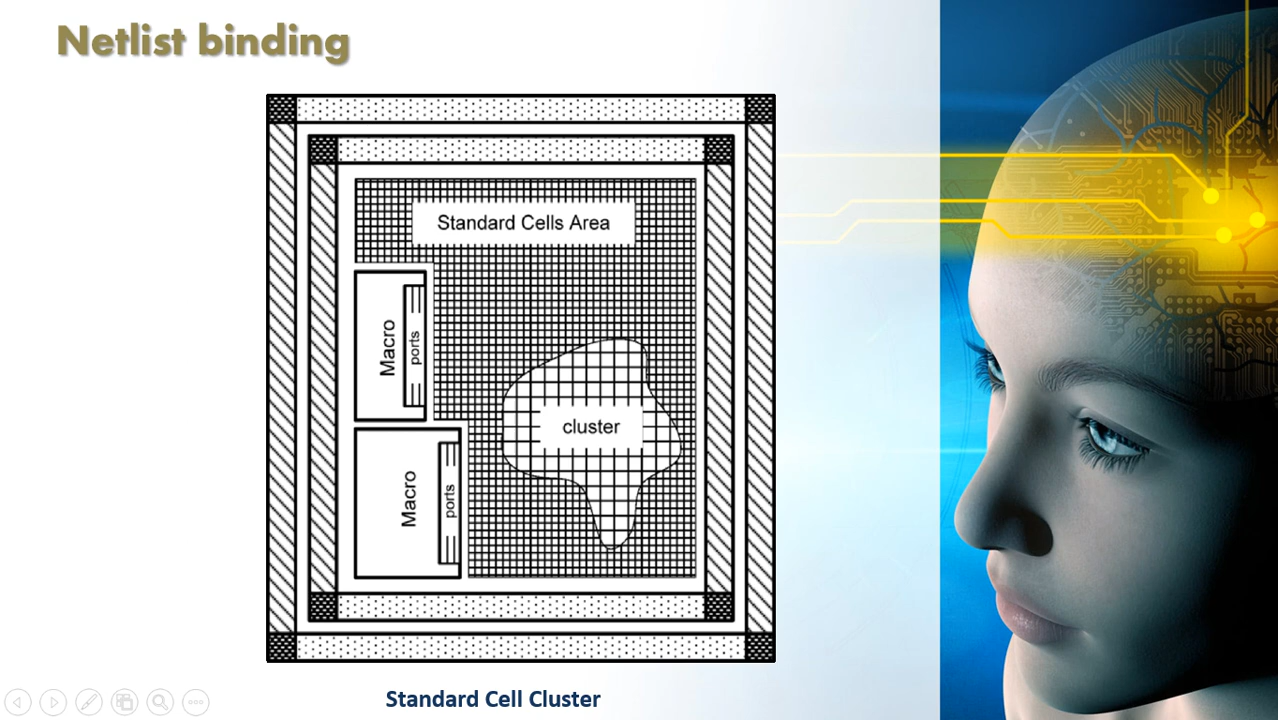 Netlist binding
Standard Cells Area
Macro
ports
cluster
Macro
ports
Standard Cell Cluster